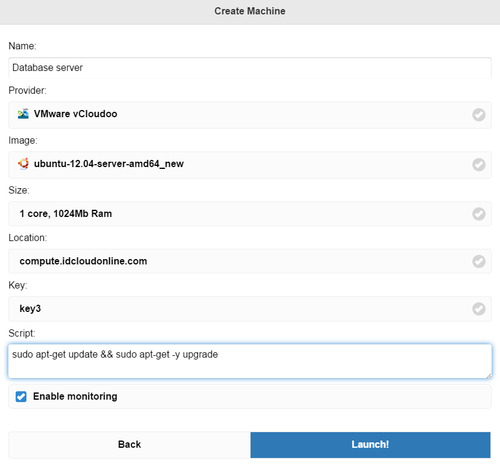 Create Machine
Name:
Database server
Provider:
VMware vCloudoo
Image:
ubuntu-12.04-server-amd64_new
Size:
1 core, 1024Mb Ram
Location:
compute.idcloudonline.com
Key:
key3
Script:
sudo apt-get update && sudo apt-get -y upgrade
Enable monitoring
Back
Launch!